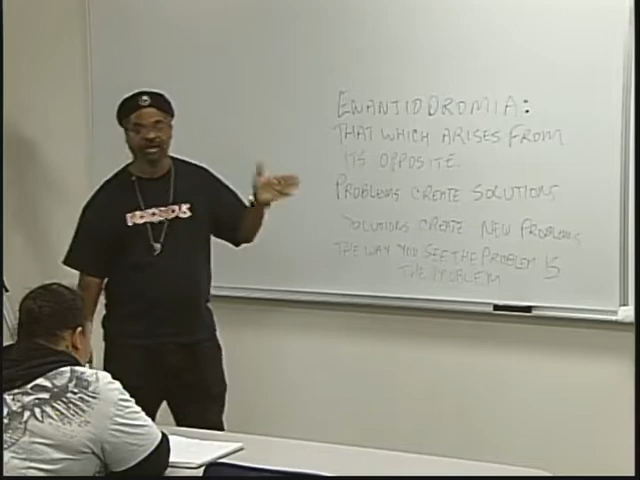 ENANTIODROMIA:
THAT WHICH ARISES FROM
ITS OPPOSITE.
PROBLEMS CREATE SOLUTIONS
SOLUTIONS CREATE NEW PROBLEMS
THE WAY YOU SEE THE PROBLEM IS
THE PROBLEM